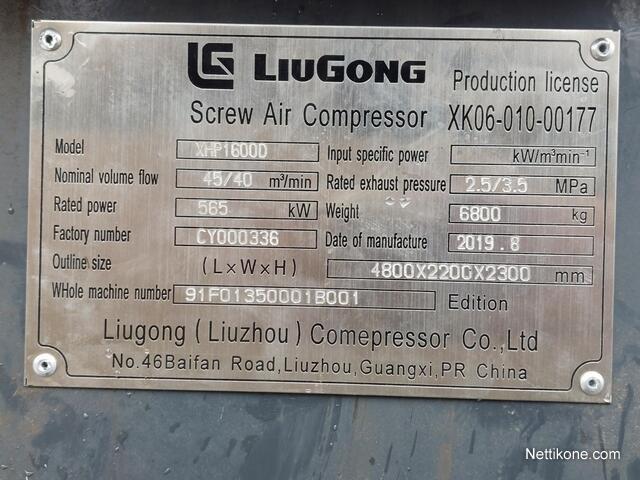 LG LIUGONG Production license
Screw Air Compressor XK06-010-00177
Model XHP1600D Input specific power kW/m³min⁻¹
Nominal volume flow 45/40 m³/min Rated exhaust pressure 2.5/3.5 MPa
Rated power 565 kW Weight 6800 kg
Factory number CY000336 Date of manufacture 2019.8
Outline size (L×W×H) 4800X2200X2300 mm
WHole machine number 91F01350001B001 Edition
Liugong (Liuzhou) Comepressor Co.,Ltd
No.46Baifan Road,Liuzhou,Guangxi,PR China
Nettikone.com